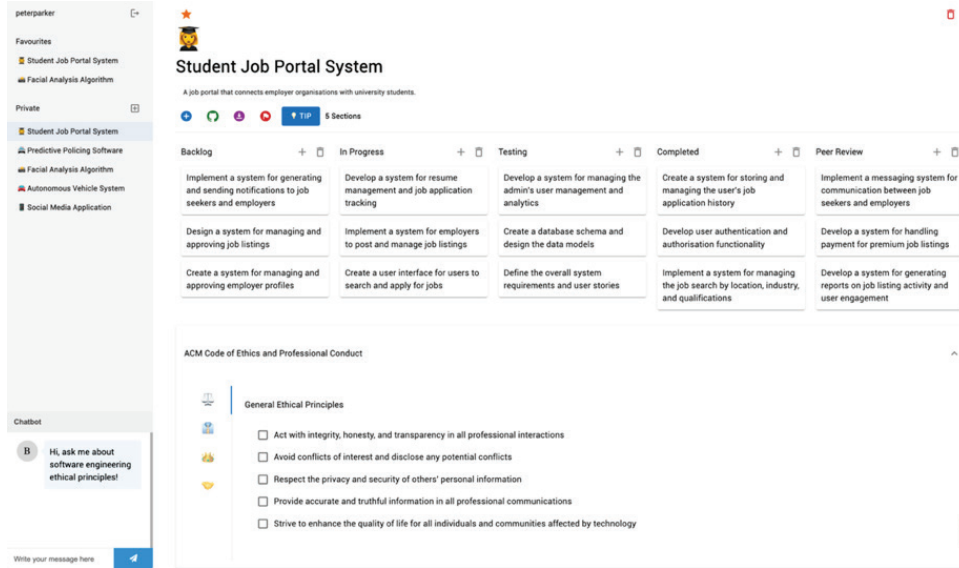 peterparker
Favourites
Student Job Portal System
Facial Analysis Algorithm
Private
Student Job Portal System
Predictive Policing Software
Facial Analysis Algorithm
Autonomous Vehicle System
Social Media Application
Chatbot
B
Hi, ask me about
software engineering
ethical principles!
Write your message here
Student Job Portal System
A job portal that connects employer organisations with university students.
TIP
5 Sections
Backlog
Implement a system for generating
and sending notifications to job
seekers and employers
Design a system for managing and
approving job listings
Create a system for managing and
approving employer profiles
In Progress
Develop a system for resume
management and job application
tracking
Implement a system for employers
to post and manage job listings
Create a user interface for users to
search and apply for jobs
Testing
Develop a system for managing the
admin's user management and
analytics
Create a database schema and
design the data models
Define the overall system
requirements and user stories
Completed
Create a system for storing and
managing the user's job
application history
Develop user authentication and
authorisation functionality
Implement a system for managing
the job search by location, industry,
and qualifications
Peer Review
Implement a messaging system for
communication between job
seekers and employers
Develop a system for handling
payment for premium job listings
Develop a system for generating
reports on job listing activity and
user engagement
ACM Code of Ethics and Professional Conduct
General Ethical Principles
Act with integrity, honesty, and transparency in all professional interactions
Avoid conflicts of interest and disclose any potential conflicts
Respect the privacy and security of others' personal information
Provide accurate and truthful information in all professional communications
Strive to enhance the quality of life for all individuals and communities affected by technology